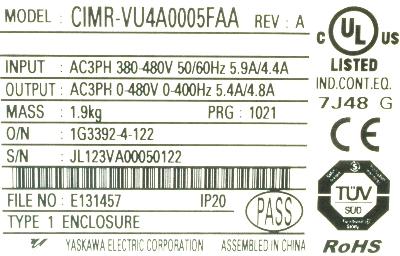 MODEL : CIMR-VU4A0005FAA REV : A
INPUT : AC3PH 380-480V 50/60Hz 5.9A/4.4A
OUTPUT : AC3PH 0-480V 0-400Hz 5.4A/4.8A
MASS : 1.9kg PRG : 1021
O/N : 1G3392-4-122
S/N : JL123VA00050122
FILE NO : E131457 IP20
TYPE 1 ENCLOSURE
PASS
YASKAWA ELECTRIC CORPORATION ASSEMBLED IN CHINA
C UL US
LISTED
IND.CONT.EQ.
7J48 G
CE
TÜV
SÜD
RoHS